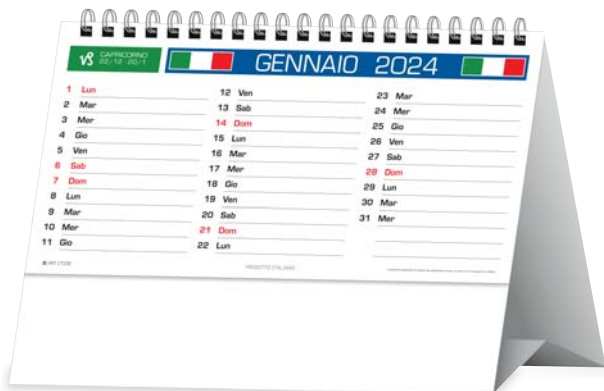 ♑ CAPRICORNO
22/12 - 20/1
GENNAIO 2024
1 Lun
2 Mar
3 Mer
4 Gio
5 Ven
6 Sab
7 Dom
8 Lun
9 Mar
10 Mer
11 Gio
12 Ven
13 Sab
14 Dom
15 Lun
16 Mar
17 Mer
18 Gio
19 Ven
20 Sab
21 Dom
22 Lun
23 Mar
24 Mer
25 Gio
26 Ven
27 Sab
28 Dom
29 Lun
30 Mar
31 Mer
PRODOTTO ITALIANO